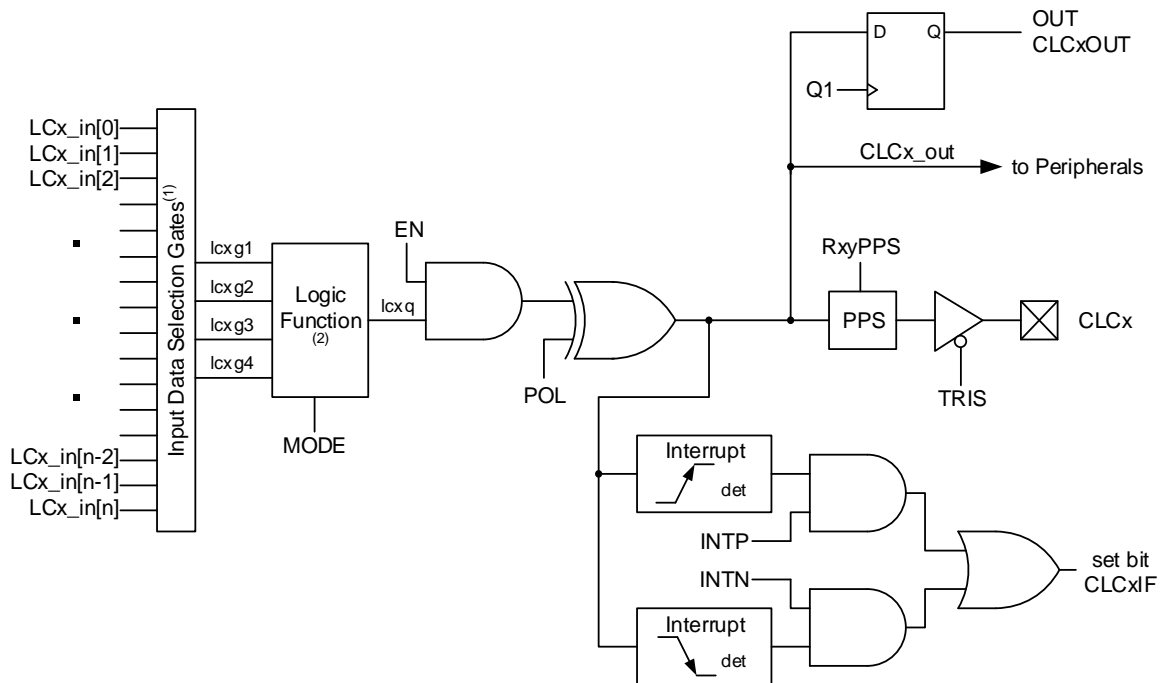 OUT
CLCxOUT
D
Q
Q1
LCx_in[0]
LCx_in[1]
LCx_in[2]
CLCx_out
to Peripherals
Input Data Selection Gates(1)
EN
RxyPPS
lcxg1
lcxg2
lcxg3
lcxg4
Logic
Function
(2)
lcxq
PPS
CLCx
POL
TRIS
MODE
LCx_in[n-2]
LCx_in[n-1]
LCx_in[n]
Interrupt
det
INTP
INTN
set bit
CLCxIF
Interrupt
det